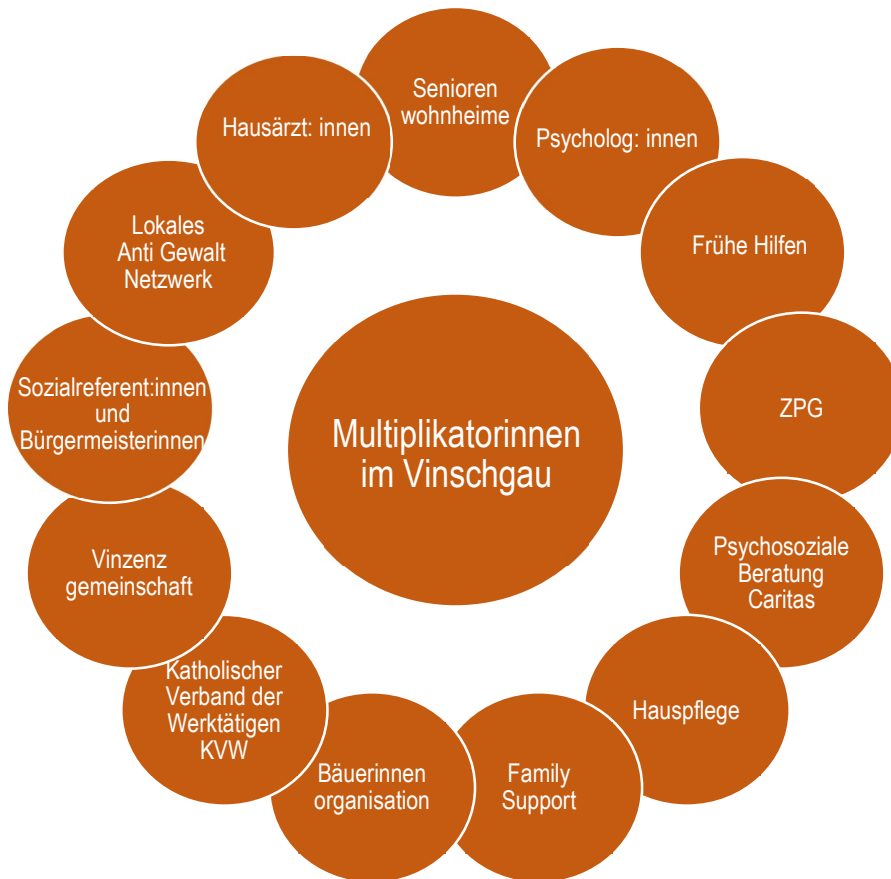 Senioren
wohnheime
Psycholog: innen
Frühe Hilfen
ZPG
Psychosoziale
Beratung
Caritas
Hauspflege
Family
Support
Bäuerinnen
organisation
Katholischer
Verband der
Werktätigen
KVW
Vinzenz
gemeinschaft
Sozialreferent:innen
und
Bürgermeisterinnen
Lokales
Anti Gewalt
Netzwerk
Hausärzt: innen
Multiplikatorinnen
im Vinschgau